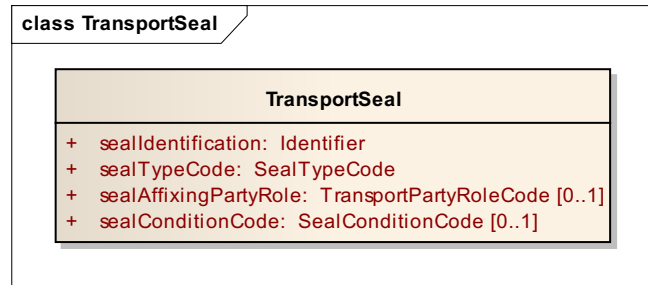 class TransportSeal
TransportSeal
+ sealIdentification: Identifier
+ sealTypeCode: SealTypeCode
+ sealAffixingPartyRole: TransportPartyRoleCode [0..1]
+ sealConditionCode: SealConditionCode [0..1]